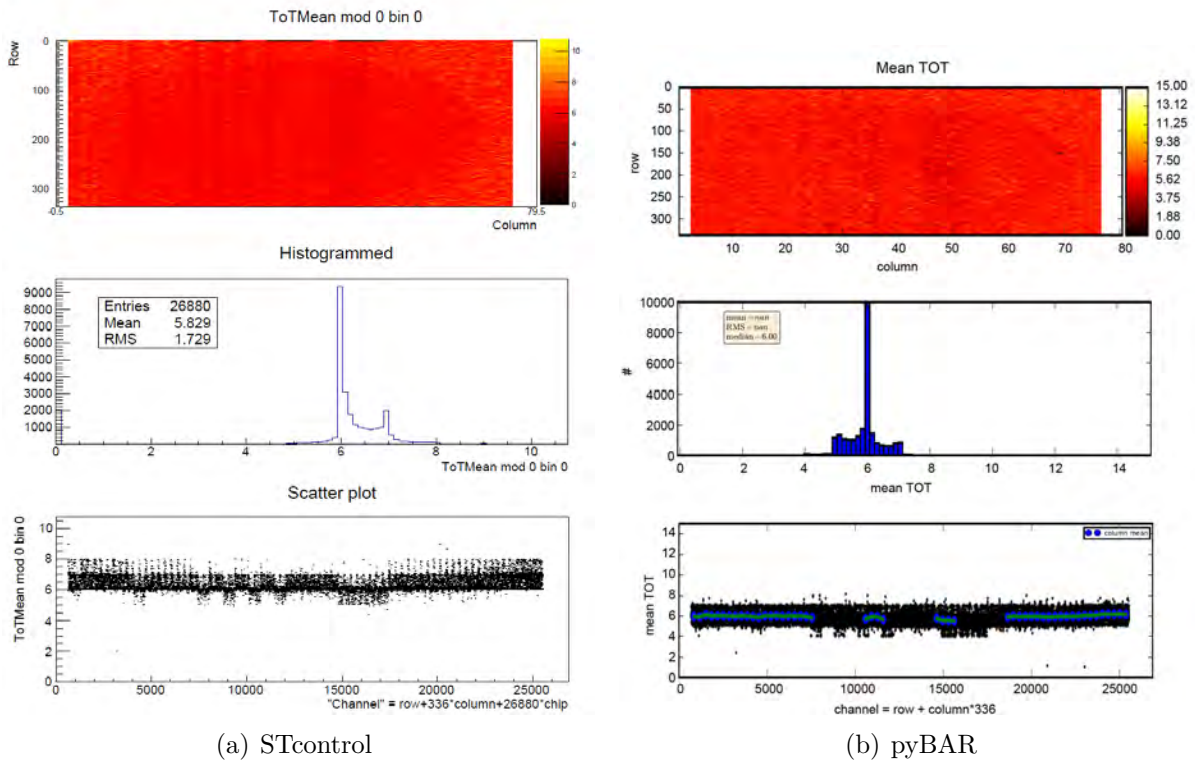 ToTMean mod 0 bin 0
Row
0
100
200
300
-0.5
79.5
Column
10
8
6
4
2
0
Histogrammed
9000
8000
7000
6000
5000
4000
3000
2000
1000
0
Entries 26880
Mean 5.829
RMS 1.729
0 2 4 6 8 10
ToTMean mod 0 bin 0
Scatter plot
ToTMean mod 0 bin 0
10
8
6
4
2
0
0 5000 10000 15000 20000 25000
"Channel" = row+336*column+26880*chip
(a) STcontrol
Mean TOT
row
0
50
100
150
200
250
300
10 20 30 40 50 60 70 80
column
15.00
13.12
11.25
9.38
7.50
5.62
3.75
1.88
0.00
#
10000
8000
6000
4000
2000
0
mean = nan
RMS = nan
median = 6.00
0 2 4 6 8 10 12 14
mean TOT
mean TOT
14
12
10
8
6
4
2
0
column mean
0 5000 10000 15000 20000 25000
channel = row + column*336
(b) pyBAR